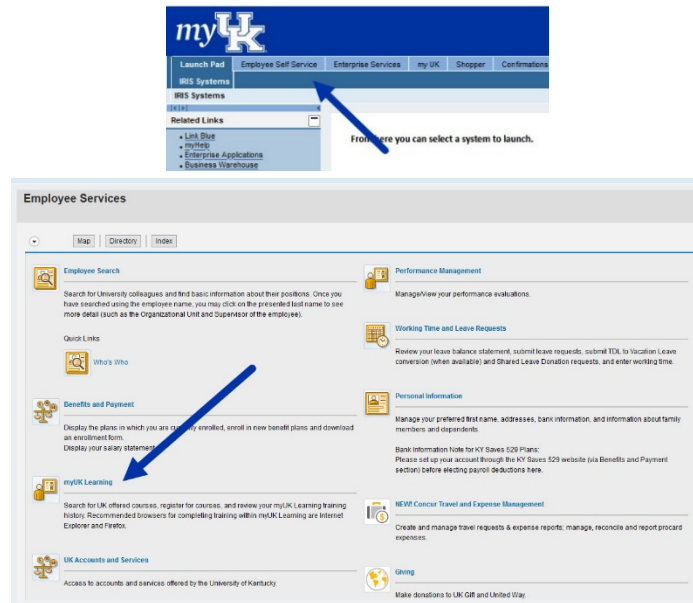 myUK
Launch Pad Employee Self Service Enterprise Services my UK Shopper Confirmations
IRIS Systems
IRIS Systems
Related Links
Link Blue
myHelp
Enterprise Applications
Business Warehouse
From here you can select a system to launch.
Employee Services
Map Directory Index
Employee Search
Search for University colleagues and find basic information about their positions. Once you
have searched using the employee name, you may click on the presented last name to see
more detail (such as the Organizational Unit and Supervisor of the employee).
Quick Links
Who's Who
Benefits and Payment
Display the plans in which you are currently enrolled, enroll in new benefit plans and download
an enrollment form.
Display your salary statement
myUK Learning
Search for UK offered courses, register for courses, and review your myUK Learning training
history. Recommended browsers for completing training within myUK Learning are Internet
Explorer and Firefox.
UK Accounts and Services
Access to accounts and services offered by the University of Kentucky.
Performance Management
Manage/View your performance evaluations.
Working Time and Leave Requests
Review your leave balance statement, submit leave requests, submit TDL to Vacation Leave
conversion (when available) and Shared Leave Donation requests, and enter working time.
Personal Information
Manage your preferred first name, addresses, bank information, and information about family
members and dependents.
Bank Information Note for KY Saves 529 Plans:
Please set up your account through the KY Saves 529 website (via Benefits and Payment
section) before electing payroll deductions here.
NEW! Concur Travel and Expense Management
Create and manage travel requests & expense reports; manage, reconcile and report procard
expenses.
Giving
Make donations to UK Gift and United Way.